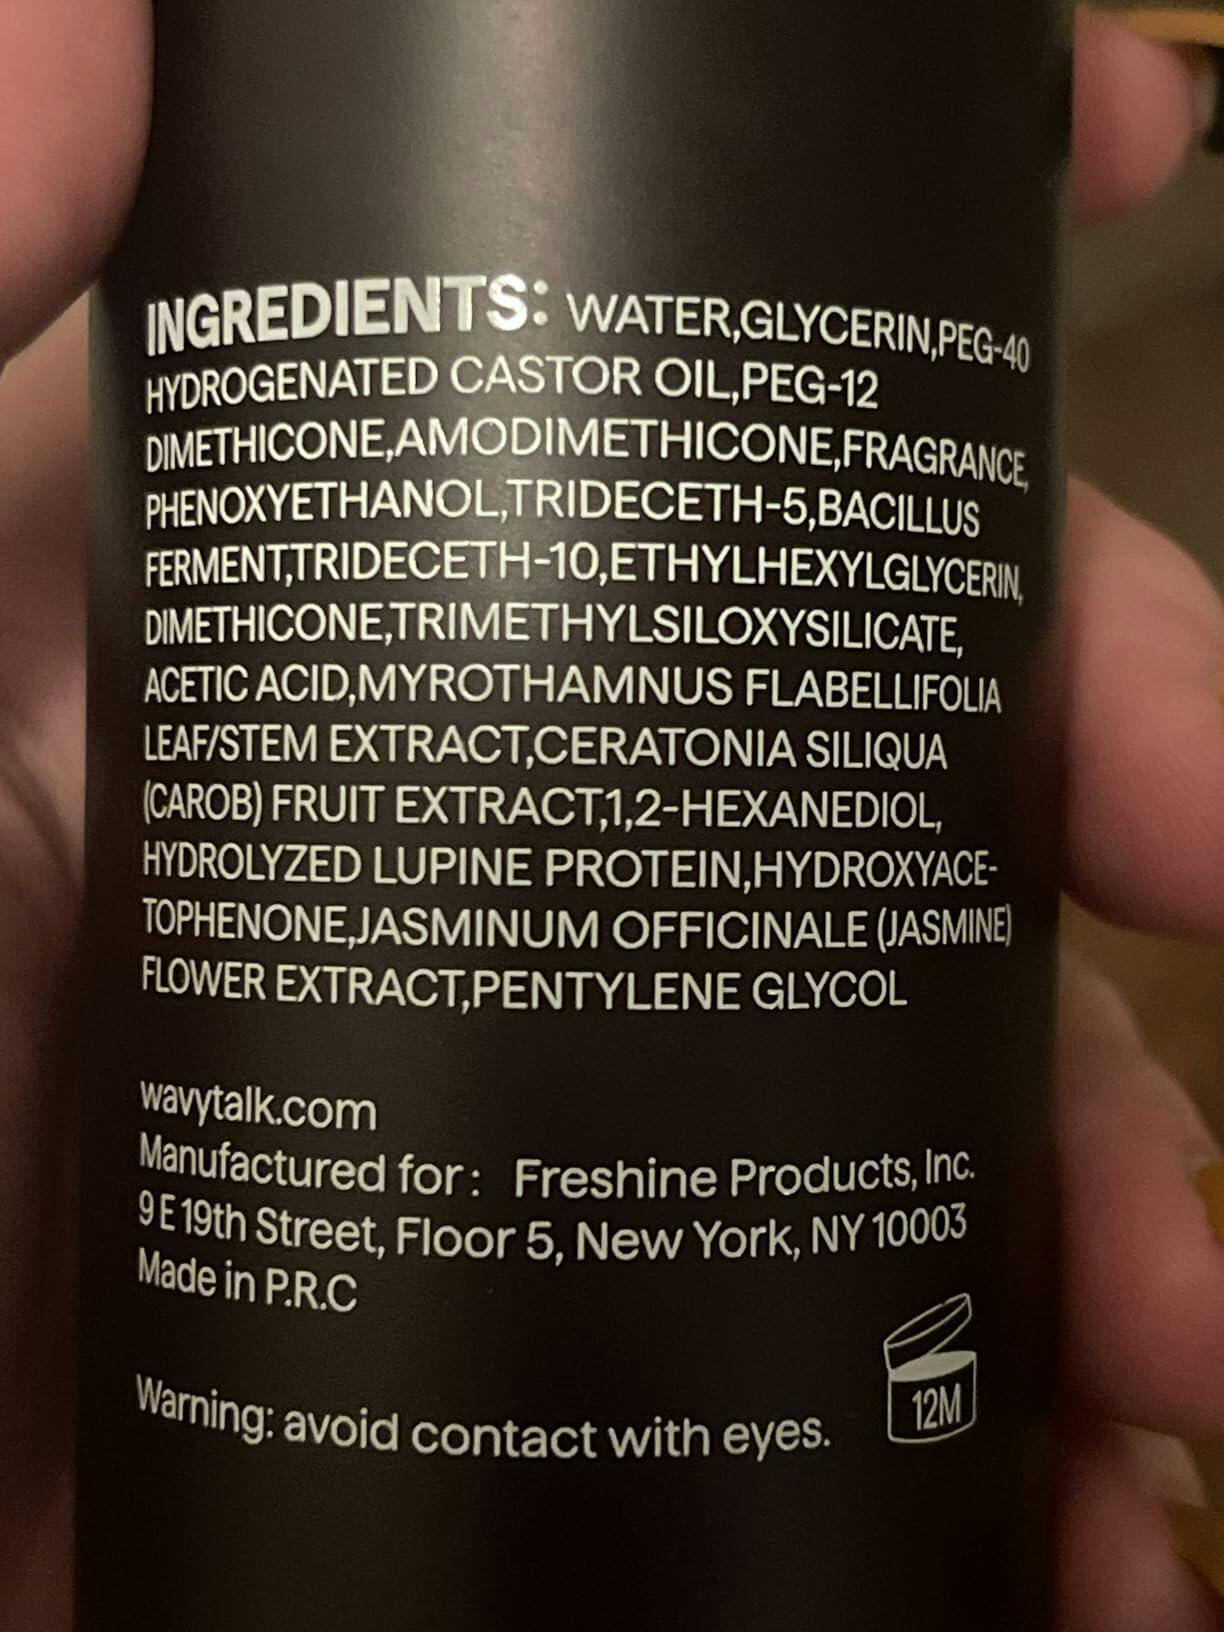 INGREDIENTS: WATER,GLYCERIN,PEG-40
HYDROGENATED CASTOR OIL,PEG-12
DIMETHICONE,AMODIMETHICONE,FRAGRANCE,
PHENOXYETHANOL,TRIDECETH-5,BACILLUS
FERMENT,TRIDECETH-10,ETHYLHEXYLGLYCERIN,
DIMETHICONE,TRIMETHYLSILOXYSILICATE,
ACETIC ACID,MYROTHAMNUS FLABELLIFOLIA
LEAF/STEM EXTRACT,CERATONIA SILIQUA
(CAROB) FRUIT EXTRACT,1,2-HEXANEDIOL,
HYDROLYZED LUPINE PROTEIN,HYDROXYACE-
TOPHENONE,JASMINUM OFFICINALE (JASMINE)
FLOWER EXTRACT,PENTYLENE GLYCOL
wavytalk.com
Manufactured for: Freshine Products, Inc.
9 E 19th Street, Floor 5, New York, NY 10003
Made in P.R.C
Warning: avoid contact with eyes.
12M